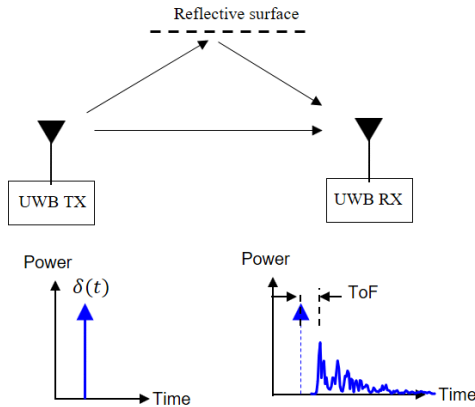 Reflective surface
UWB TX
UWB RX
Power
δ(t)
Time
Power
ToF
Time